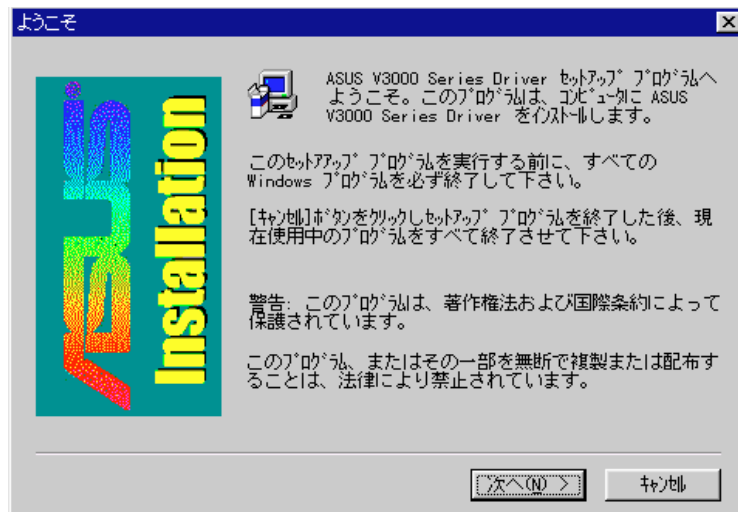 ようこそ
ASUS Installation
ASUS V3000 Series Driver ｾｯﾄｱｯﾌﾟ ﾌﾟﾛｸﾞﾗﾑへ
ようこそ。このﾌﾟﾛｸﾞﾗﾑは、ｺﾝﾋﾟｭｰﾀに ASUS
V3000 Series Driver をｲﾝｽﾄｰﾙします。
このｾｯﾄｱｱｯﾌﾟ ﾌﾟﾛｸﾞﾗﾑを実行する前に、すべての
Windows ﾌﾟﾛｸﾞﾗﾑを必ず終了して下さい。
[ｷｬﾝｾﾙ]ﾎﾞﾀﾝをｸﾘｯｸしｾｯﾄｱｯﾌﾟ ﾌﾟﾛｸﾞﾗﾑを終了した後、現
在使用中のﾌﾟﾛｸﾞﾗﾑをすべて終了させて下さい。
警告: このﾌﾟﾛｸﾞﾗﾑは、著作権法および国際条約によって
保護されています。
このﾌﾟﾛｸﾞﾗﾑ、またはその一部を無断で複製または配布す
ることは、法律により禁止されています。
次へ(N) >
ｷｬﾝｾﾙ